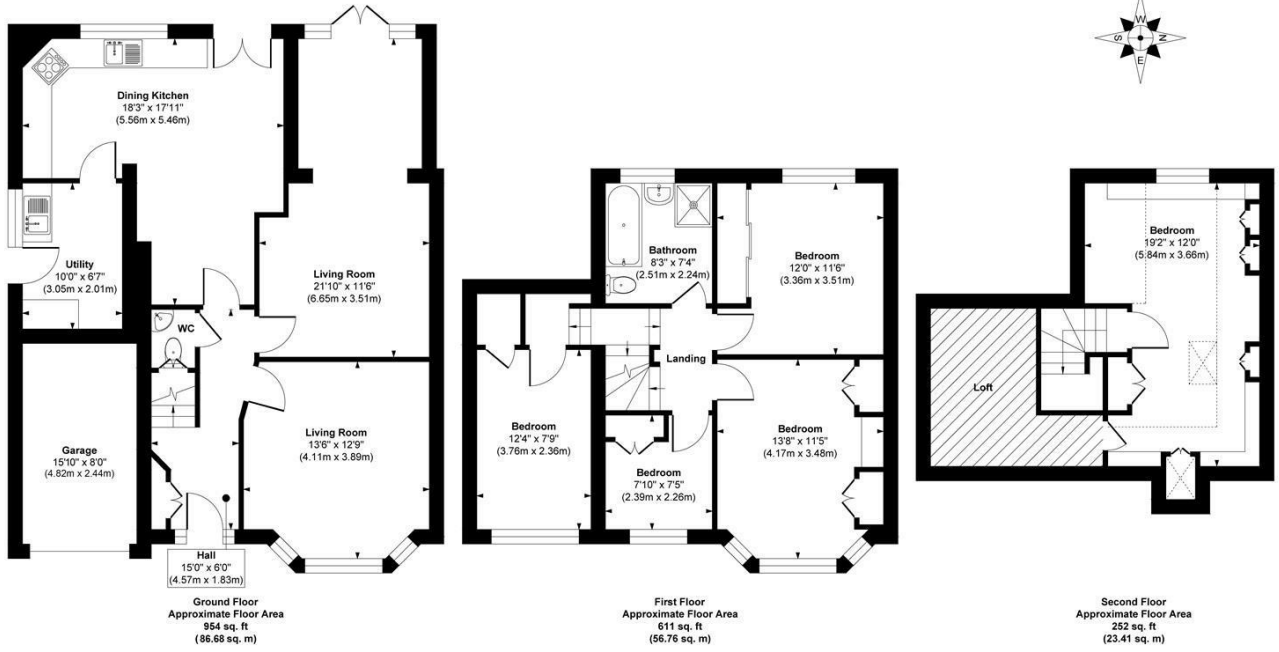 W
S
N
E
Dining Kitchen
18'3" x 17'11"
(5.56m x 5.46m)
Utility
10'0" x 6'7"
(3.05m x 2.01m)
Living Room
21'10" x 11'6"
(6.65m x 3.51m)
WC
Garage
15'10" x 8'0"
(4.82m x 2.44m)
Living Room
13'6" x 12'9"
(4.11m x 3.89m)
Hall
15'0" x 6'0"
(4.57m x 1.83m)
Ground Floor
Approximate Floor Area
954 sq. ft
(86.68 sq. m)
Bathroom
8'3" x 7'4"
(2.51m x 2.24m)
Bedroom
12'0" x 11'6"
(3.36m x 3.51m)
Landing
Bedroom
12'4" x 7'9"
(3.76m x 2.36m)
Bedroom
7'10" x 7'5"
(2.39m x 2.26m)
Bedroom
13'8" x 11'5"
(4.17m x 3.48m)
First Floor
Approximate Floor Area
611 sq. ft
(56.76 sq. m)
Bedroom
19'2" x 12'0"
(5.84m x 3.66m)
Loft
Second Floor
Approximate Floor Area
252 sq. ft
(23.41 sq. m)